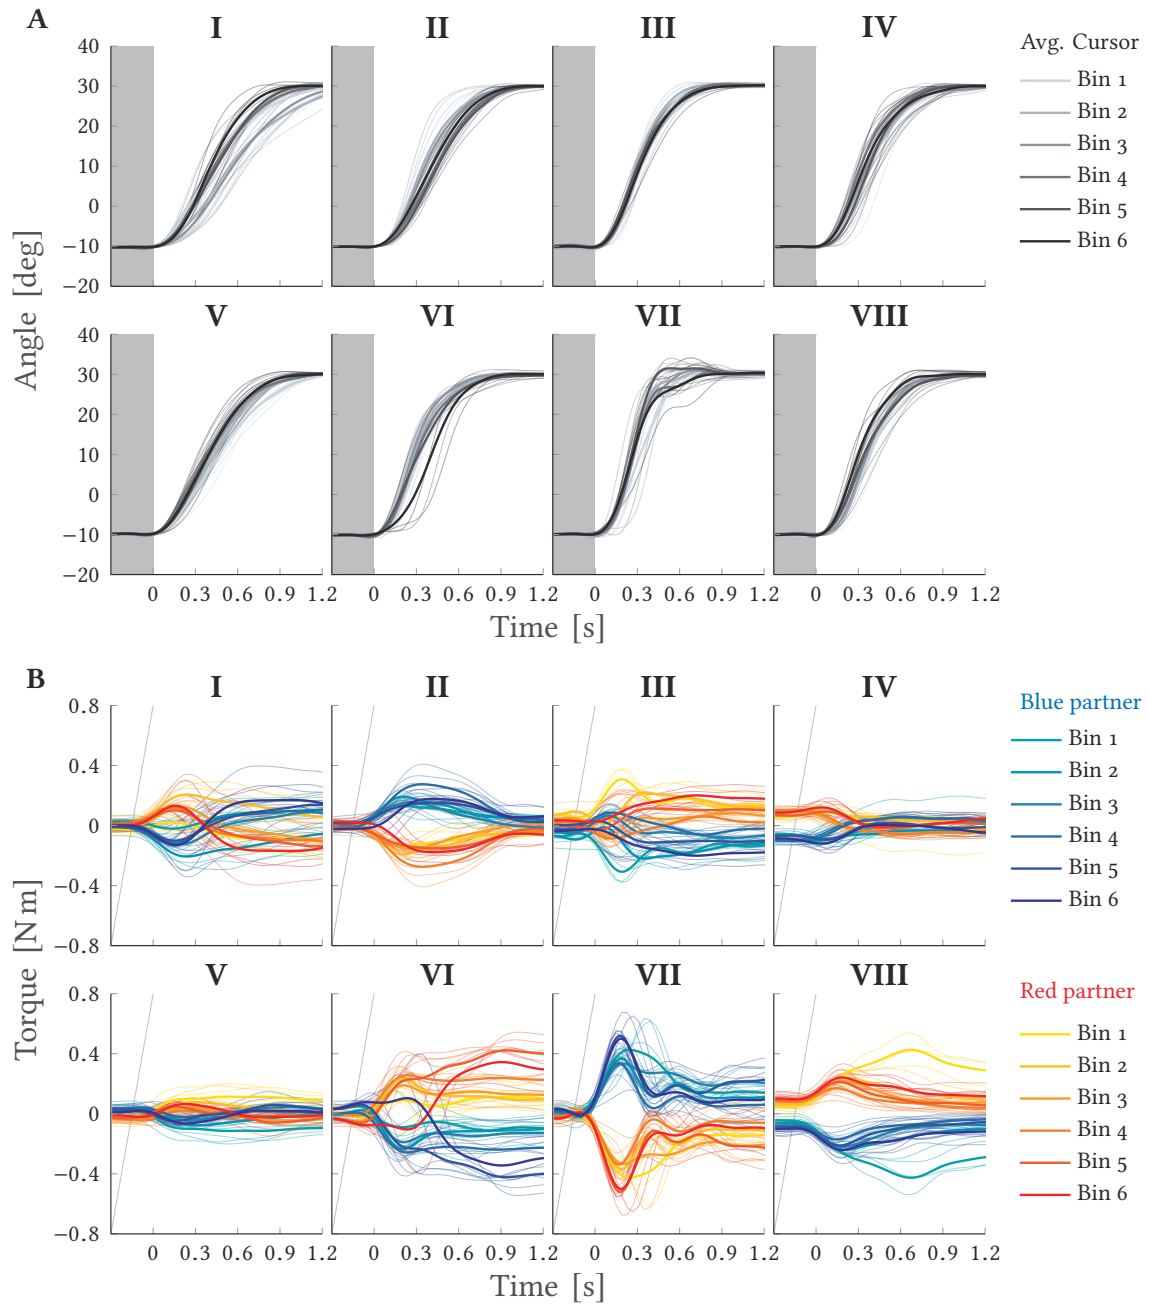 A
I II III IV
Angle [deg]
40
30
20
10
0
−10
−20
Avg. Cursor
Bin 1
Bin 2
Bin 3
Bin 4
Bin 5
Bin 6
V VI VII VIII
40
30
20
10
0
−10
−20
0 0.3 0.6 0.9 1.2 0 0.3 0.6 0.9 1.2 0 0.3 0.6 0.9 1.2 0 0.3 0.6 0.9 1.2
Time [s]
B
I II III IV
Torque [N m]
0.8
0.4
0
−0.4
−0.8
Blue partner
Bin 1
Bin 2
Bin 3
Bin 4
Bin 5
Bin 6
V VI VII VIII
0.8
0.4
0
−0.4
−0.8
Red partner
Bin 1
Bin 2
Bin 3
Bin 4
Bin 5
Bin 6
0 0.3 0.6 0.9 1.2 0 0.3 0.6 0.9 1.2 0 0.3 0.6 0.9 1.2 0 0.3 0.6 0.9 1.2
Time [s]